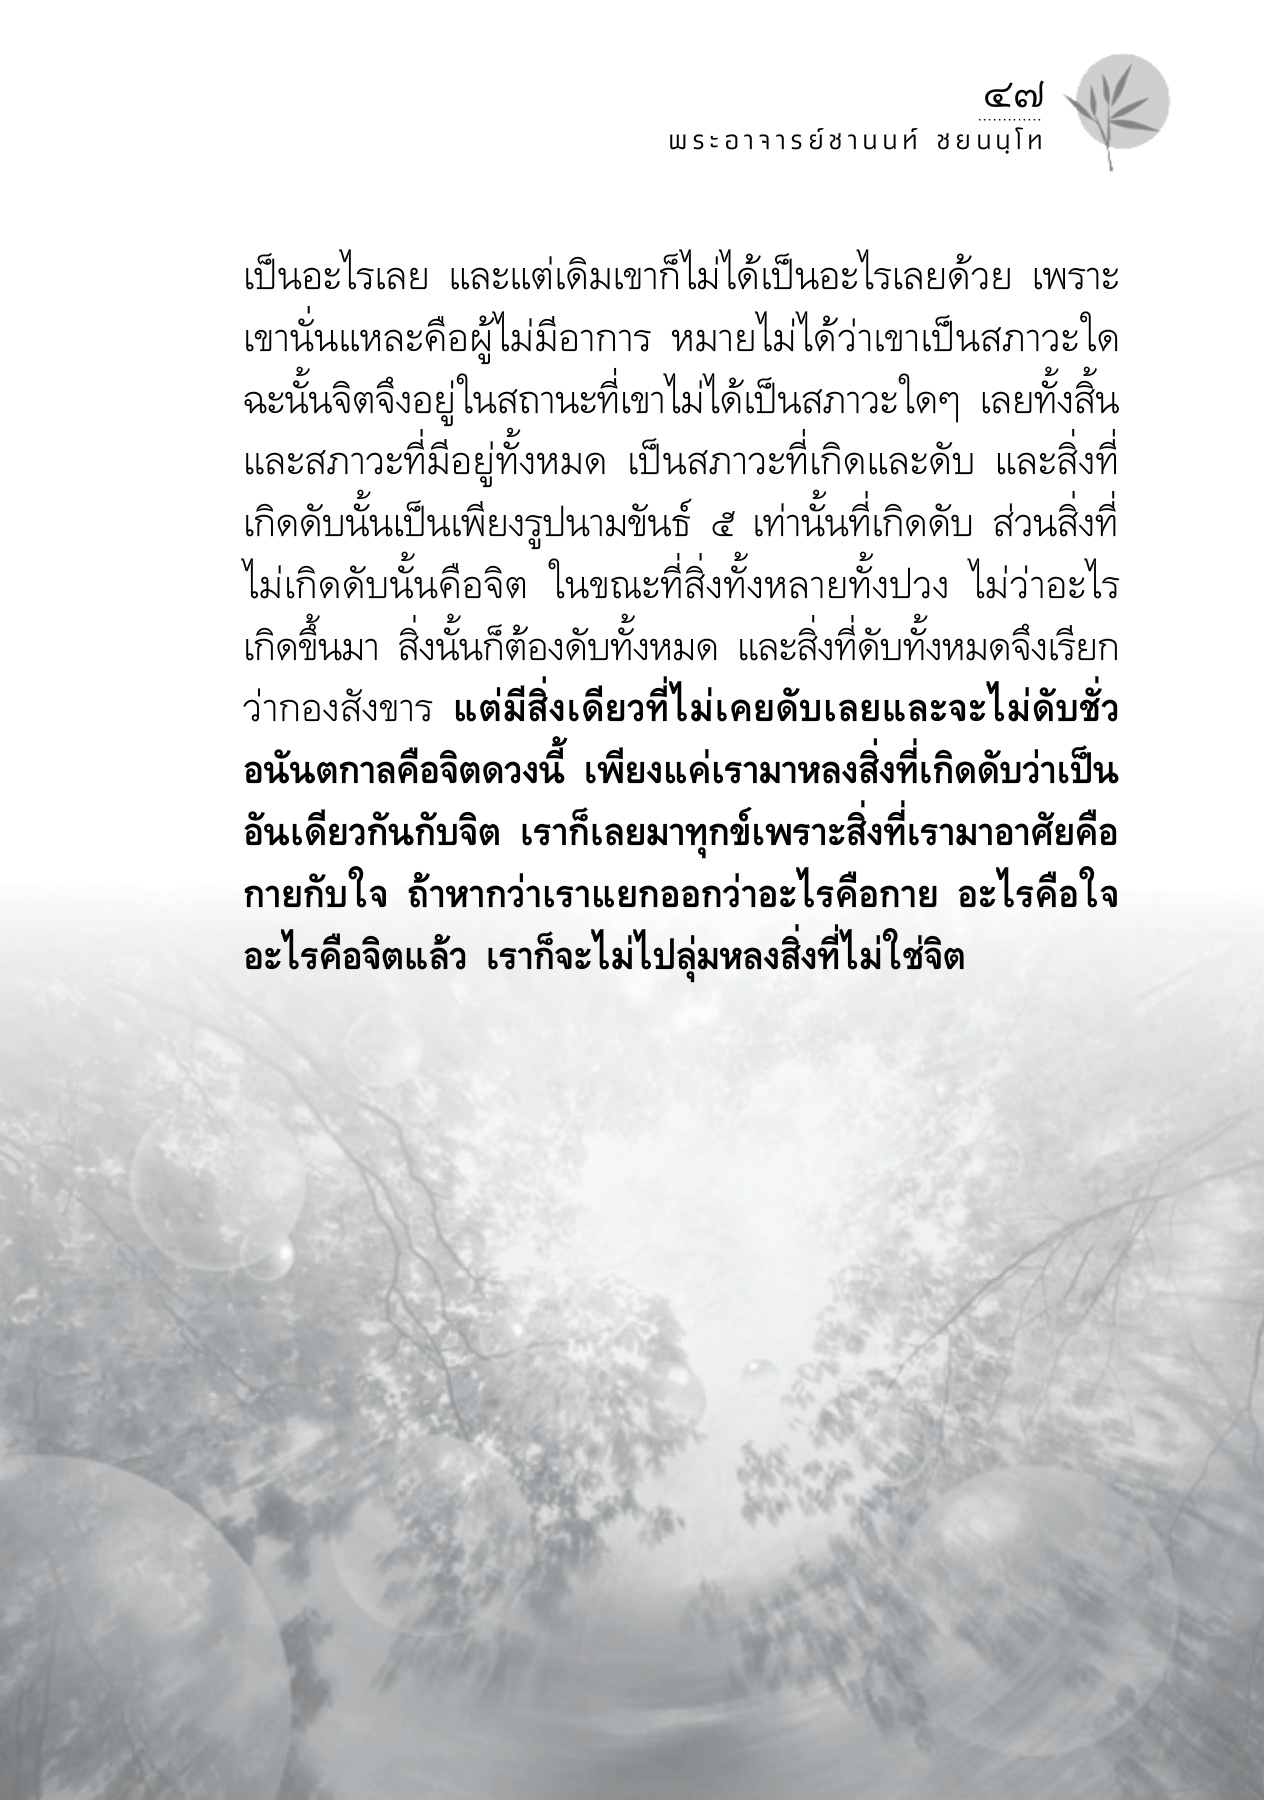 ๔๗
พระอาจารย์ชานนท์ ชยนนฺโท
เป็นอะไรเลย และแต่เดิมเขาก็ไม่ได้เป็นอะไรเลยด้วย เพราะ
เขานั่นแหละคือผู้ไม่มีอาการ หมายไม่ได้ว่าเขาเป็นสภาวะใด
ฉะนั้นจิตจึงอยู่ในสถานะที่เขาไม่ได้เป็นสภาวะใดๆ เลยทั้งสิ้น
และสภาวะที่มีอยู่ทั้งหมด เป็นสภาวะที่เกิดและดับ และสิ่งที่
เกิดดับนั้นเป็นเพียงรูปนามขันธ์ ๕ เท่านั้นที่เกิดดับ ส่วนสิ่งที่
ไม่เกิดดับนั้นคือจิต ในขณะที่สิ่งทั้งหลายทั้งปวง ไม่ว่าอะไร
เกิดขึ้นมา สิ่งนั้นก็ต้องดับทั้งหมด และสิ่งที่ดับทั้งหมดจึงเรียก
ว่ากองสังขาร แต่มีสิ่งเดียวที่ไม่เคยดับเลยและจะไม่ดับชั่ว
อนันตกาลคือจิตดวงนี้ เพียงแค่เรามาหลงสิ่งที่เกิดดับว่าเป็น
อันเดียวกันกับจิต เราก็เลยมาทุกข์เพราะสิ่งที่เรามาอาศัยคือ
กายกับใจ ถ้าหากว่าเราแยกออกว่าอะไรคือกาย อะไรคือใจ
อะไรคือจิตแล้ว เราก็จะไม่ไปลุ่มหลงสิ่งที่ไม่ใช่จิต